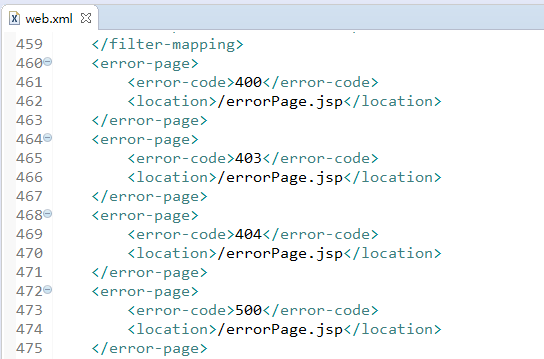 web.xml
459 </filter-mapping>
460 <error-page>
461 <error-code>400</error-code>
462 <location>/errorPage.jsp</location>
463 </error-page>
464 <error-page>
465 <error-code>403</error-code>
466 <location>/errorPage.jsp</location>
467 </error-page>
468 <error-page>
469 <error-code>404</error-code>
470 <location>/errorPage.jsp</location>
471 </error-page>
472 <error-page>
473 <error-code>500</error-code>
474 <location>/errorPage.jsp</location>
475 </error-page>